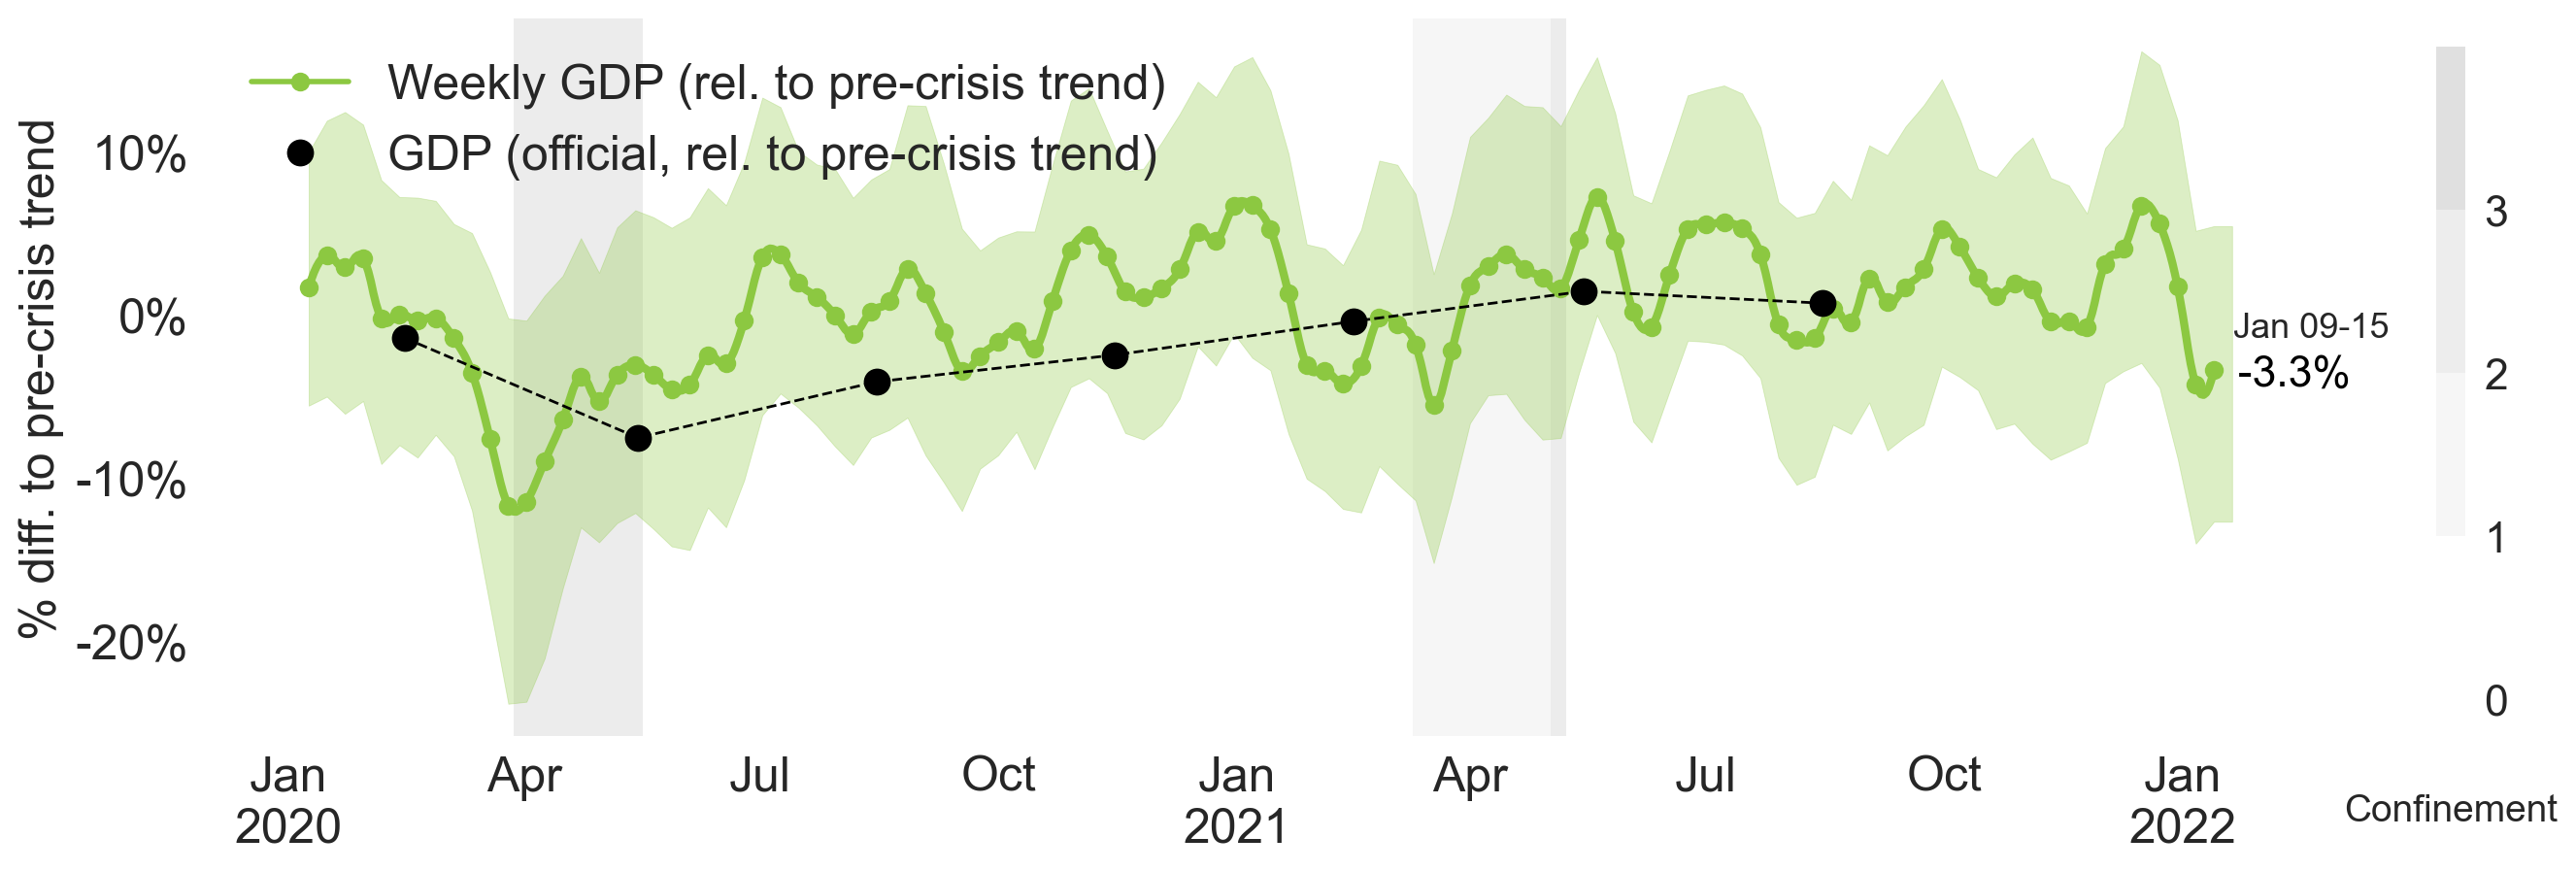 Weekly GDP (rel. to pre-crisis trend)
GDP (official, rel. to pre-crisis trend)
% diff. to pre-crisis trend
10%
0%
-10%
-20%
Jan 09-15
-3.3%
3
2
1
0
Jan Apr Jul Oct Jan Apr Jul Oct Jan
2020 2021 2022
Confinement